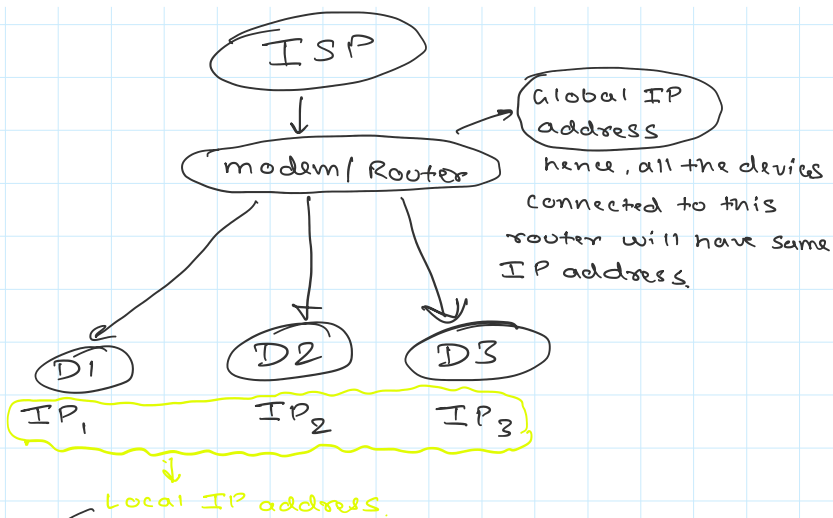 ISP
Global IP
address
modem/Router
hence, all the devices
connected to this
router will have same
IP address.
D1
D2
D3
IP1
IP2
IP3
Local IP address